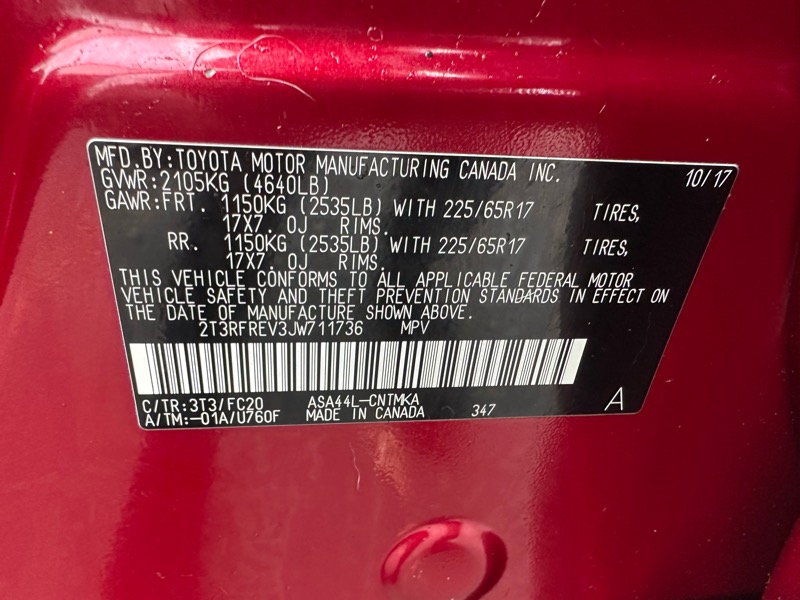 MFD.BY:TOYOTA MOTOR MANUFACTURING CANADA INC. 10/17
GVWR:2105KG (4640LB)
GAWR:FRT. 1150KG (2535LB) WITH 225/65R17 TIRES,
17X7.0J RIMS.
RR. 1150KG (2535LB) WITH 225/65R17 TIRES,
17X7.0J RIMS.
THIS VEHICLE CONFORMS TO ALL APPLICABLE FEDERAL MOTOR
VEHICLE SAFETY AND THEFT PREVENTION STANDARDS IN EFFECT ON
THE DATE OF MANUFACTURE SHOWN ABOVE.
2T3RFREV3JW711736 MPV
C/TR:3T3/FC20 ASA44L-CNTMKA
A/TM:-01A/U760F MADE IN CANADA 347 A